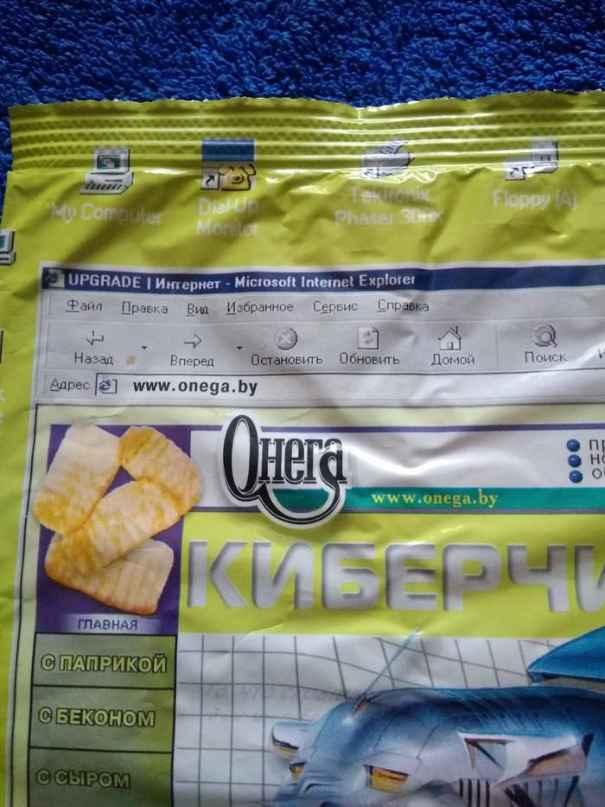 My Computer
Dial-Up
Monitor
Tektronix
Phaser 300X
Floppy (A)
UPGRADE | Интернет - Microsoft Internet Explorer
Файл Правка Вид Избранное Сервис Справка
Назад Вперед Остановить Обновить Домой Поиск
Адрес www.onega.by
Онега
www.onega.by
КИБЕРЧИ
ГЛАВНАЯ
С ПАПРИКОЙ
С БЕКОНОМ
С СЫРОМ